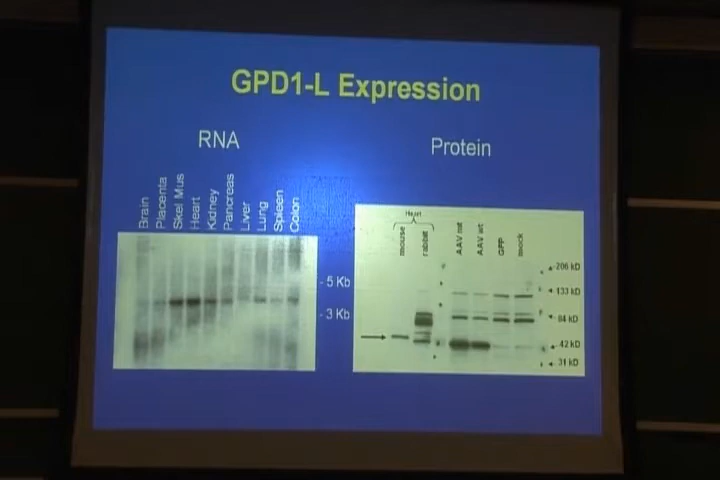 GPD1-L Expression
RNA
Protein
Brain
Placenta
Skel Mus
Heart
Kidney
Pancreas
Liver
Lung
Spleen
Colon
- 5 Kb
- 3 Kb
Heart
mouse
rabbit
AAV mt
AAV wt
GFP
mock
206 kD
133 kD
84 kD
42 kD
31 kD